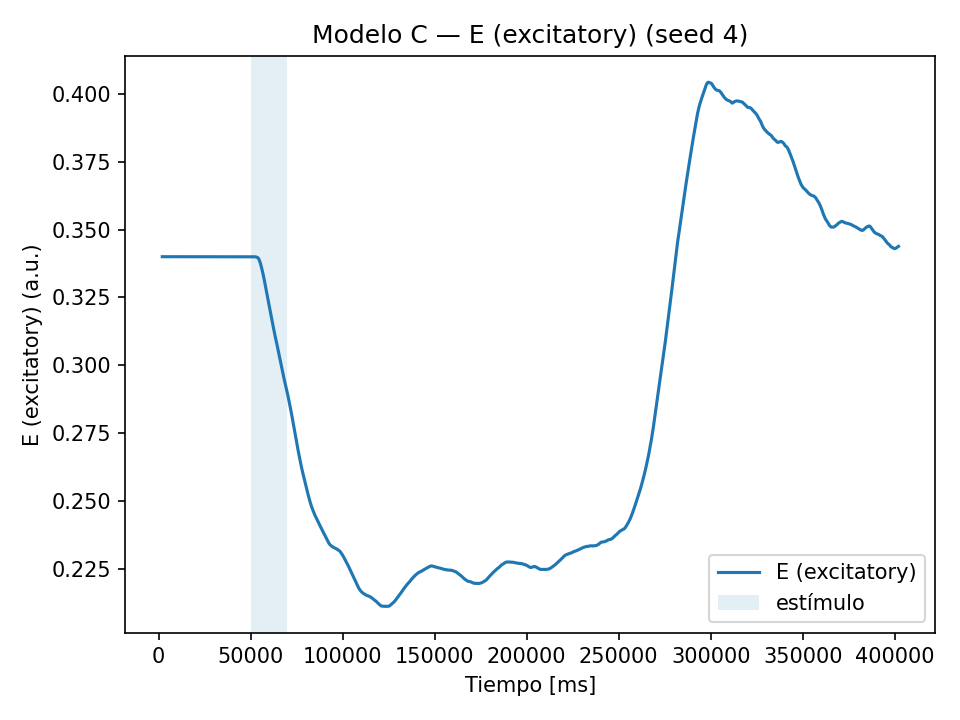 Modelo C — E (excitatory) (seed 4)
E (excitatory) (a.u.)
0.400
0.375
0.350
0.325
0.300
0.275
0.250
0.225
E (excitatory)
estímulo
0 50000 100000 150000 200000 250000 300000 350000 400000
Tiempo [ms]